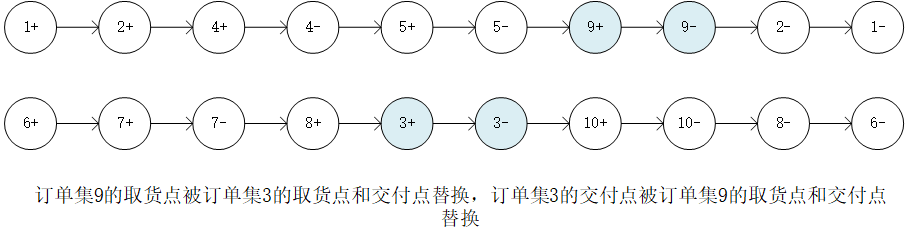 1+ 2+ 4+ 4- 5+ 5- 9+ 9- 2- 1-
6+ 7+ 7- 8+ 3+ 3- 10+ 10- 8- 6-
订单集9的取货点被订单集3的取货点和交付点替换，订单集3的交付点被订单集9的取货点和交付点
替换